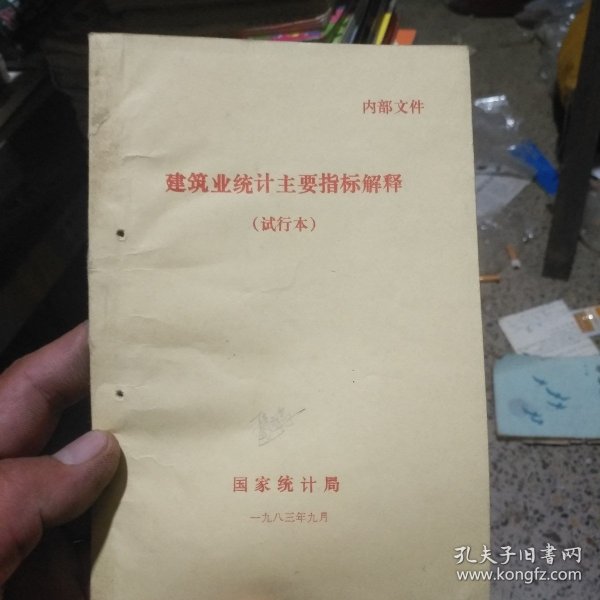 内部文件
建筑业统计主要指标解释
（试行本）
国家统计局
一九八三年九月
孔夫子旧书网
www.kongfz.com